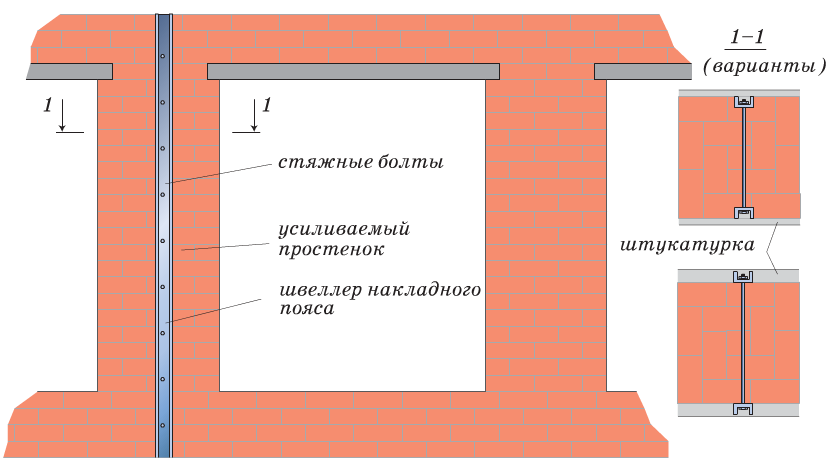 1–1
(варианты)
1
1
стяжные болты
усиливаемый
простенок
штукатурка
швеллер накладного
пояса